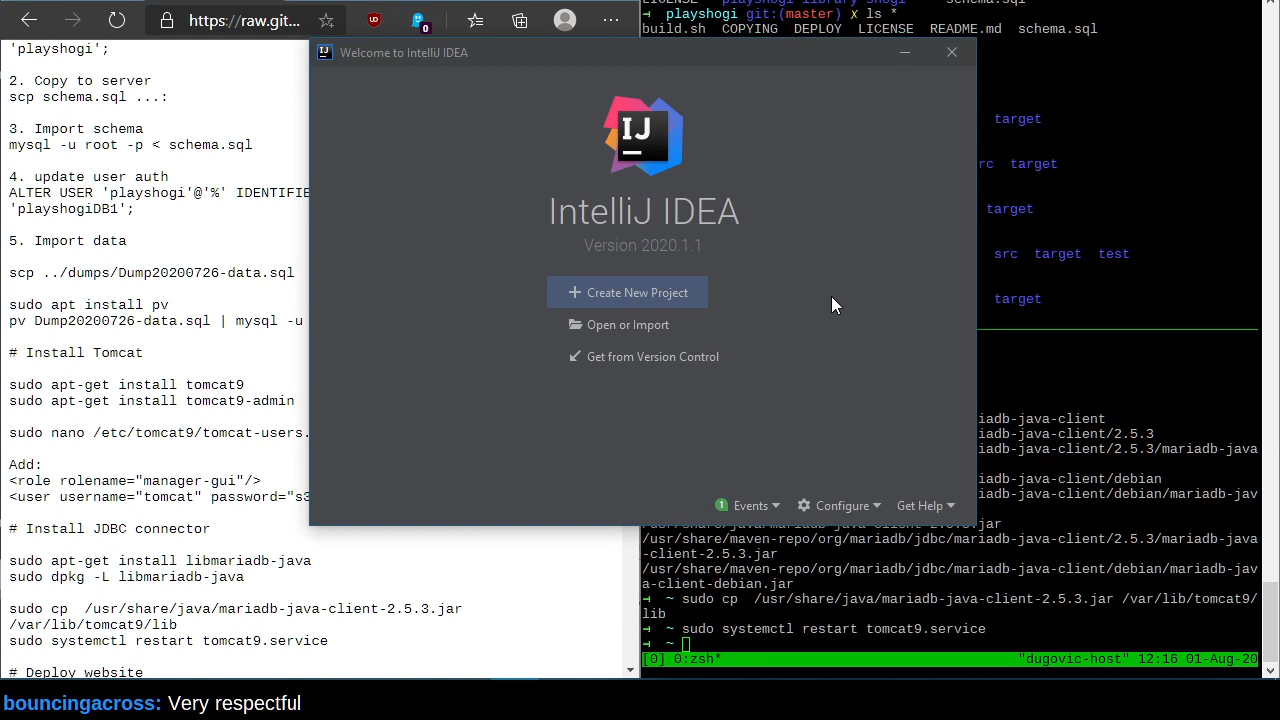 https://raw.git...
'playshogi';
2. Copy to server
scp schema.sql ...:
3. Import schema
mysql -u root -p < schema.sql
4. update user auth
ALTER USER 'playshogi'@'%' IDENTIFIE
'playshogiDB1';
5. Import data
scp ../dumps/Dump20200726-data.sql
sudo apt install pv
pv Dump20200726-data.sql | mysql -u
# Install Tomcat
sudo apt-get install tomcat9
sudo apt-get install tomcat9-admin
sudo nano /etc/tomcat9/tomcat-users.
Add:
<role rolename="manager-gui"/>
<user username="tomcat" password="s3
# Install JDBC connector
sudo apt-get install libmariadb-java
sudo dpkg -L libmariadb-java
sudo cp  /usr/share/java/mariadb-java-client-2.5.3.jar
/var/lib/tomcat9/lib
sudo systemctl restart tomcat9.service
# Deploy website
Welcome to IntelliJ IDEA
IJ
IntelliJ IDEA
Version 2020.1.1
Create New Project
Open or Import
Get from Version Control
1 Events
Configure
Get Help
→  playshogi git:(master) ✗ ls *
build.sh  COPYING  DEPLOY  LICENSE  README.md  schema.sql
target
rc  target
target
src  target  test
target
iadb-java-client
iadb-java-client/2.5.3
iadb-java-client/2.5.3/mariadb-java
iadb-java-client/debian
iadb-java-client/debian/mariadb-jav
jar
/usr/share/maven-repo/org/mariadb/jdbc/mariadb-java-client/2.5.3/mariadb-java
-client-2.5.3.jar
/usr/share/maven-repo/org/mariadb/jdbc/mariadb-java-client/debian/mariadb-jav
a-client-debian.jar
→  ~ sudo cp  /usr/share/java/mariadb-java-client-2.5.3.jar /var/lib/tomcat9/
lib
→  ~ sudo systemctl restart tomcat9.service
→  ~
[0] 0:zsh*
"dugovic-host" 12:16 01-Aug-20
bouncingacross: Very respectful